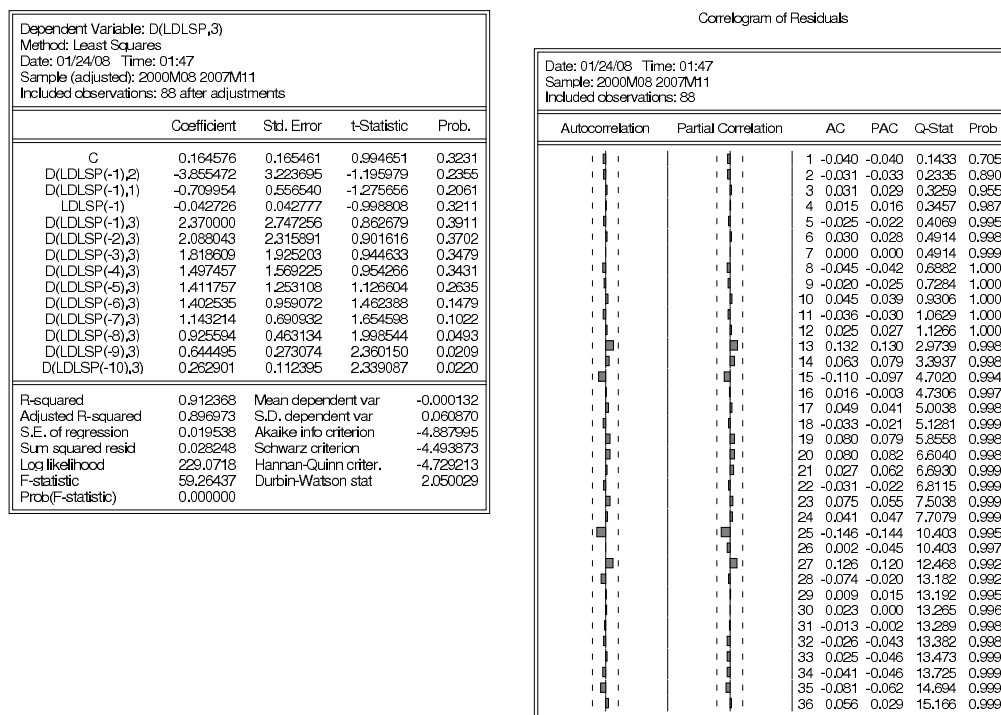 Dependent Variable: D(LDLSP,3)
Method: Least Squares
Date: 01/24/08 Time: 01:47
Sample (adjusted): 2000M08 2007M11
Included observations: 88 after adjustments
Coefficient Std. Error t-Statistic Prob.
C 0.164576 0.165461 0.994651 0.3231
D(LDLSP(-1),2) -3.855472 3.223695 -1.195979 0.2355
D(LDLSP(-1),1) -0.709954 0.556540 -1.275656 0.2061
LDLSP(-1) -0.042726 0.042777 -0.998808 0.3211
D(LDLSP(-1),3) 2.370000 2.747256 0.862679 0.3911
D(LDLSP(-2),3) 2.088043 2.315891 0.901616 0.3702
D(LDLSP(-3),3) 1.818609 1.925203 0.944633 0.3479
D(LDLSP(-4),3) 1.497457 1.569225 0.954266 0.3431
D(LDLSP(-5),3) 1.411757 1.253108 1.126604 0.2635
D(LDLSP(-6),3) 1.402535 0.959072 1.462388 0.1479
D(LDLSP(-7),3) 1.143214 0.690932 1.654598 0.1022
D(LDLSP(-8),3) 0.925594 0.463134 1.998544 0.0493
D(LDLSP(-9),3) 0.644495 0.273074 2.360150 0.0209
D(LDLSP(-10),3) 0.262901 0.112395 2.339087 0.0220
R-squared 0.912368 Mean dependent var -0.000132
Adjusted R-squared 0.896973 S.D. dependent var 0.060870
S.E. of regression 0.019538 Akaike info criterion -4.887995
Sum squared resid 0.028248 Schwarz criterion -4.493873
Log likelihood 229.0718 Hannan-Quinn criter. -4.729213
F-statistic 59.26437 Durbin-Watson stat 2.050029
Prob(F-statistic) 0.000000
Correlogram of Residuals
Date: 01/24/08 Time: 01:47
Sample: 2000M08 2007M11
Included observations: 88
Autocorrelation Partial Correlation AC PAC Q-Stat Prob
1 -0.040 -0.040 0.1433 0.705
2 -0.031 -0.033 0.2335 0.890
3 0.031 0.029 0.3259 0.955
4 0.015 0.016 0.3457 0.987
5 -0.025 -0.022 0.4069 0.995
6 0.030 0.028 0.4914 0.998
7 0.000 0.000 0.4914 0.999
8 -0.045 -0.042 0.6882 1.000
9 -0.020 -0.025 0.7284 1.000
10 0.045 0.039 0.9306 1.000
11 -0.036 -0.030 1.0629 1.000
12 0.025 0.027 1.1266 1.000
13 0.132 0.130 2.9739 0.998
14 0.063 0.079 3.3937 0.998
15 -0.110 -0.097 4.7020 0.994
16 0.016 -0.003 4.7306 0.997
17 0.049 0.041 5.0038 0.998
18 -0.033 -0.021 5.1281 0.999
19 0.080 0.079 5.8558 0.998
20 0.080 0.082 6.6040 0.998
21 0.027 0.062 6.6930 0.999
22 -0.031 -0.022 6.8115 0.999
23 0.075 0.055 7.5038 0.999
24 0.041 0.047 7.7079 0.999
25 -0.146 -0.144 10.403 0.995
26 0.002 -0.045 10.403 0.997
27 0.126 0.120 12.468 0.992
28 -0.074 -0.020 13.182 0.992
29 0.009 0.015 13.192 0.995
30 0.023 0.000 13.265 0.996
31 -0.013 -0.002 13.289 0.998
32 -0.026 -0.043 13.382 0.998
33 0.025 -0.046 13.473 0.999
34 -0.041 -0.046 13.725 0.999
35 -0.081 -0.062 14.694 0.999
36 0.056 0.029 15.166 0.999